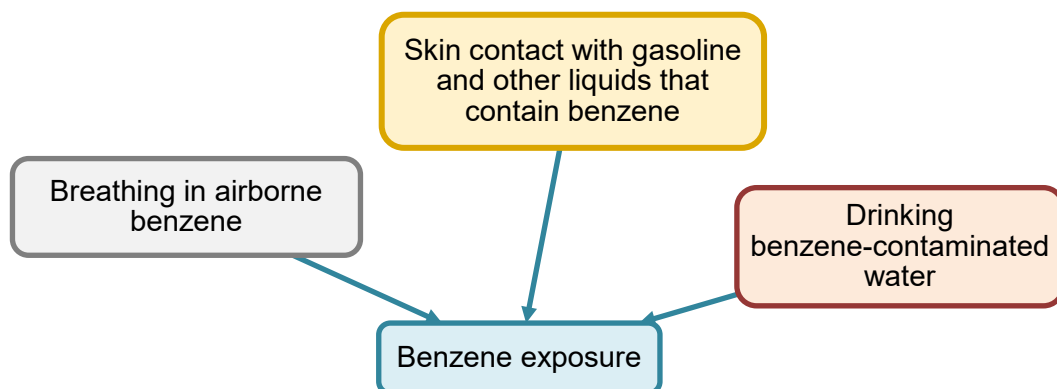 Skin contact with gasoline
and other liquids that
contain benzene
Breathing in airborne
benzene
Drinking
benzene-contaminated
water
Benzene exposure